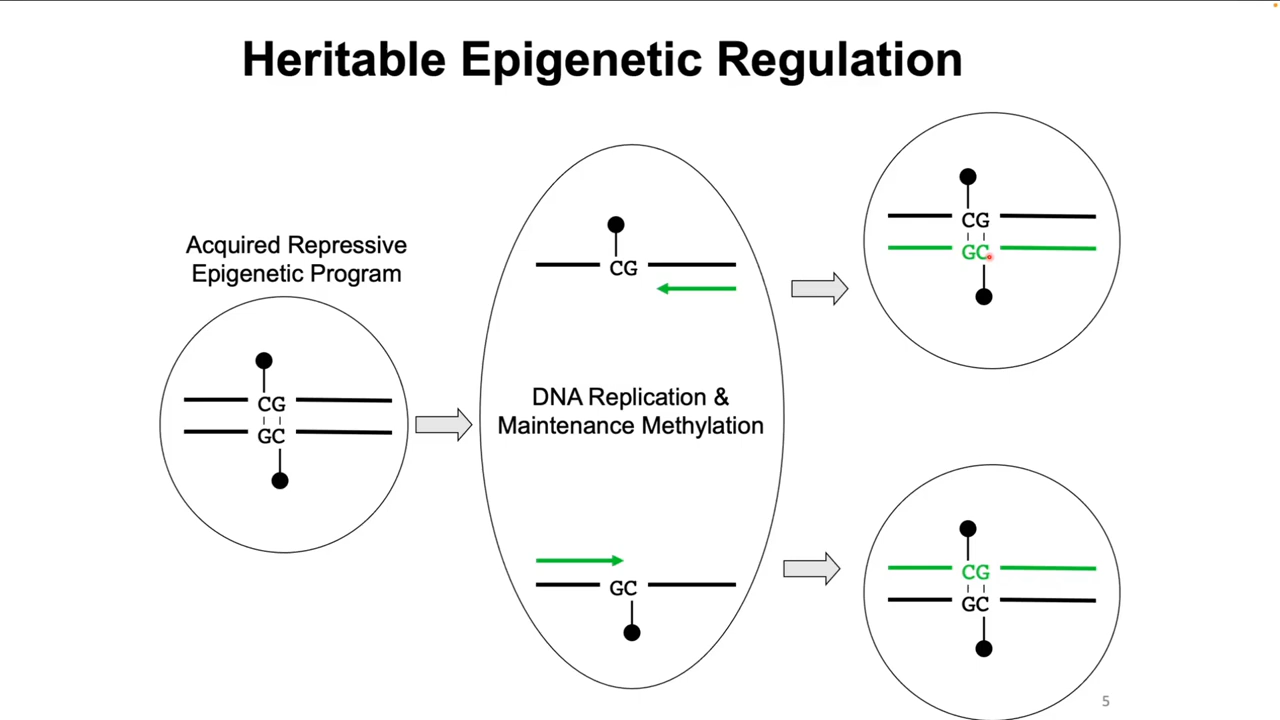 Heritable Epigenetic Regulation
Acquired Repressive
Epigenetic Program
CG
GC
CG
DNA Replication &
Maintenance Methylation
GC
CG
GC
CG
GC
5